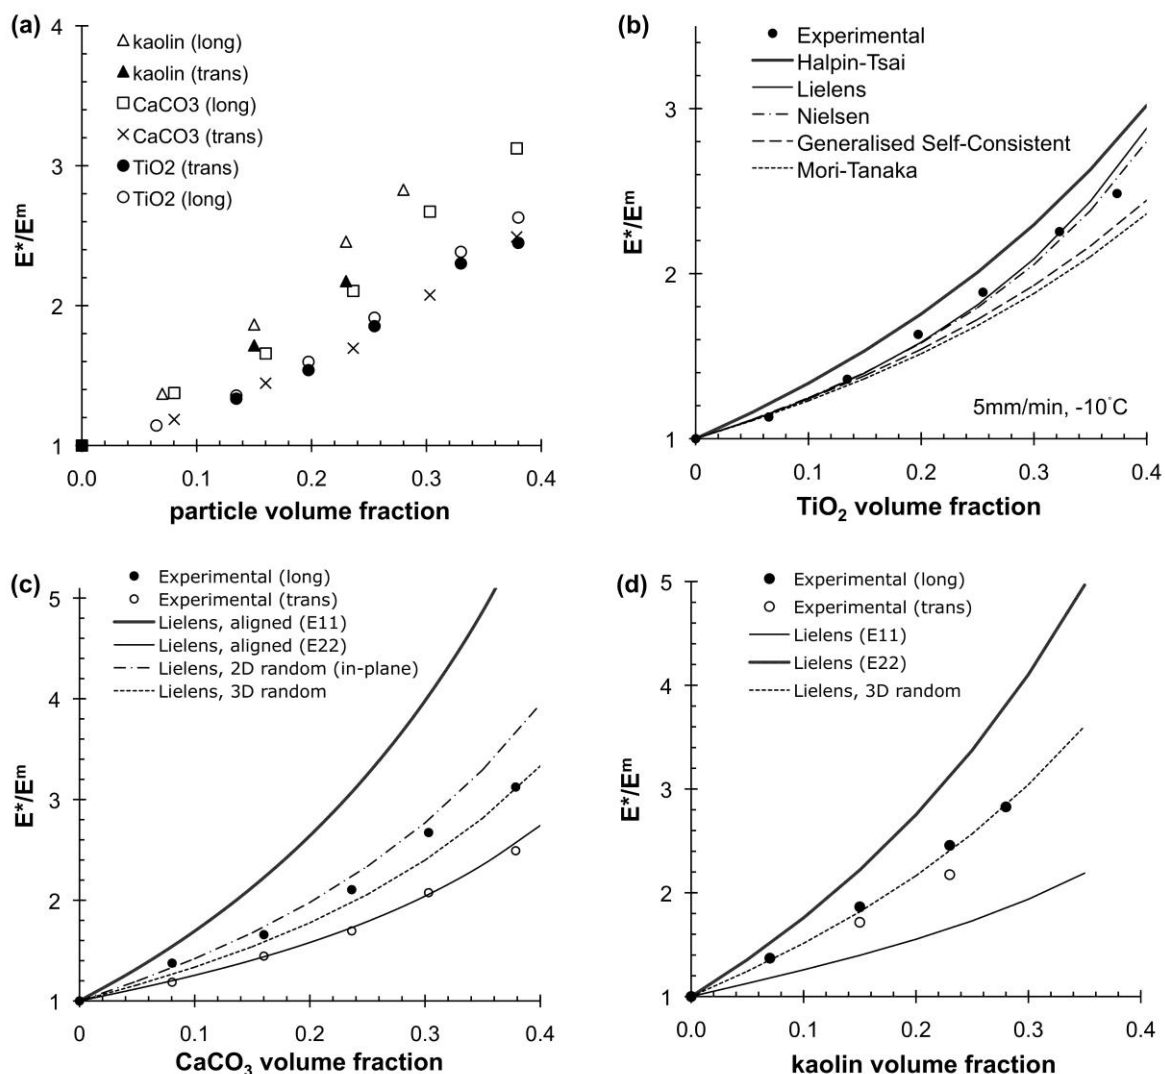 (a)
kaolin (long)
kaolin (trans)
CaCO3 (long)
CaCO3 (trans)
TiO2 (trans)
TiO2 (long)
4
3
2
1
E*/Eᵐ
0.0
0.1
0.2
0.3
0.4
particle volume fraction
(b)
Experimental
Halpin-Tsai
Lielens
Nielsen
Generalised Self-Consistent
Mori-Tanaka
3
2
1
E*/Eᵐ
5mm/min, -10°C
0
0.1
0.2
0.3
0.4
TiO₂ volume fraction
(c)
Experimental (long)
Experimental (trans)
Lielens, aligned (E11)
Lielens, aligned (E22)
Lielens, 2D random (in-plane)
Lielens, 3D random
5
4
3
2
1
E*/Eᵐ
0.0
0.1
0.2
0.3
0.4
CaCO₃ volume fraction
(d)
Experimental (long)
Experimental (trans)
Lielens (E11)
Lielens (E22)
Lielens, 3D random
5
4
3
2
1
E*/Eᵐ
0.0
0.1
0.2
0.3
0.4
kaolin volume fraction